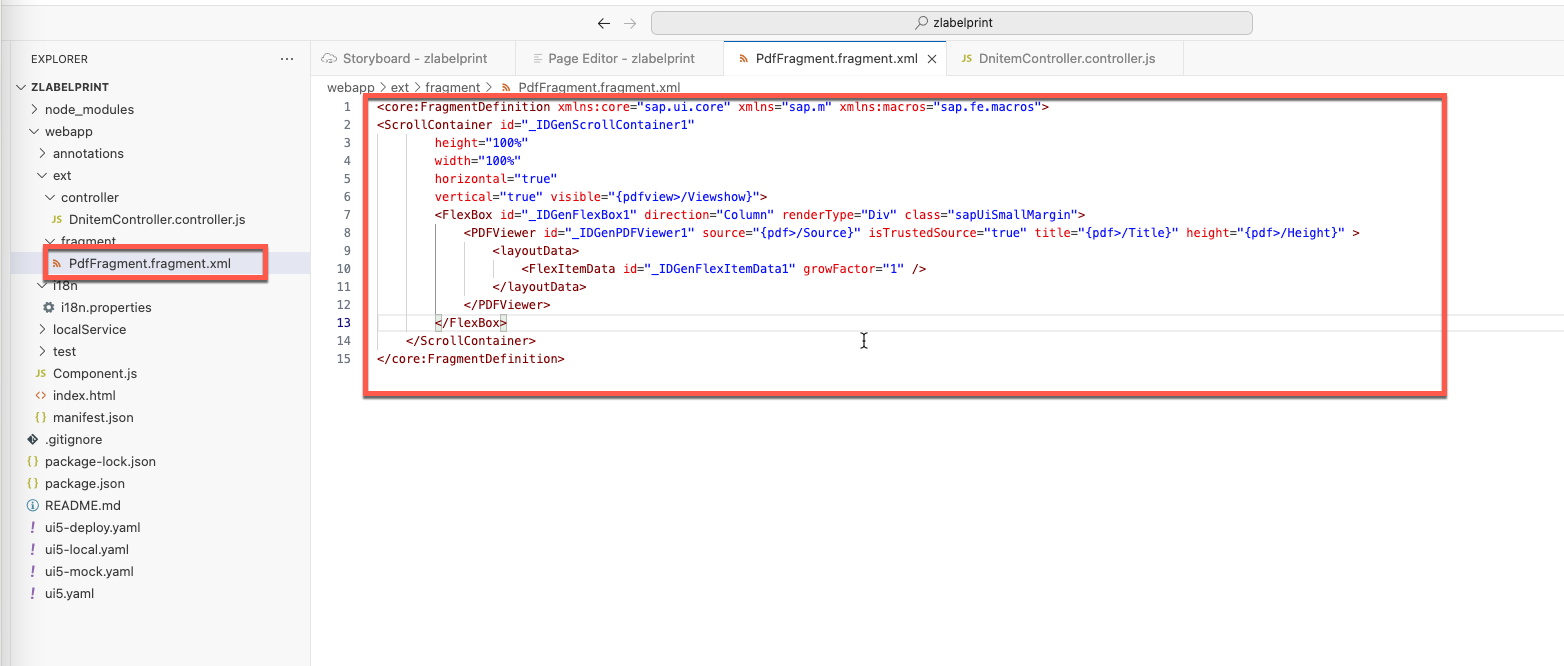 zlabelprint
EXPLORER
ZLABELPRINT
node_modules
webapp
annotations
ext
controller
JS DnitemController.controller.js
fragment
PdfFragment.fragment.xml
i18n
i18n.properties
localService
test
JS Component.js
<> index.html
{} manifest.json
.gitignore
{} package-lock.json
{} package.json
README.md
! ui5-deploy.yaml
! ui5-local.yaml
! ui5-mock.yaml
! ui5.yaml
Storyboard - zlabelprint
Page Editor - zlabelprint
PdfFragment.fragment.xml
JS DnitemController.controller.js
webapp > ext > fragment > PdfFragment.fragment.xml
1 <core:FragmentDefinition xmlns:core="sap.ui.core" xmlns="sap.m" xmlns:macros="sap.fe.macros">
2 <ScrollContainer id="_IDGenScrollContainer1"
3 height="100%"
4 width="100%"
5 horizontal="true"
6 vertical="true" visible="{pdfview>/Viewshow}">
7 <FlexBox id="_IDGenFlexBox1" direction="Column" renderType="Div" class="sapUiSmallMargin">
8 <PDFViewer id="_IDGenPDFViewer1" source="{pdf>/Source}" isTrustedSource="true" title="{pdf>/Title}" height="{pdf>/Height}" >
9 <layoutData>
10 <FlexItemData id="_IDGenFlexItemData1" growFactor="1" />
11 </layoutData>
12 </PDFViewer>
13 </FlexBox>
14 </ScrollContainer>
15 </core:FragmentDefinition>